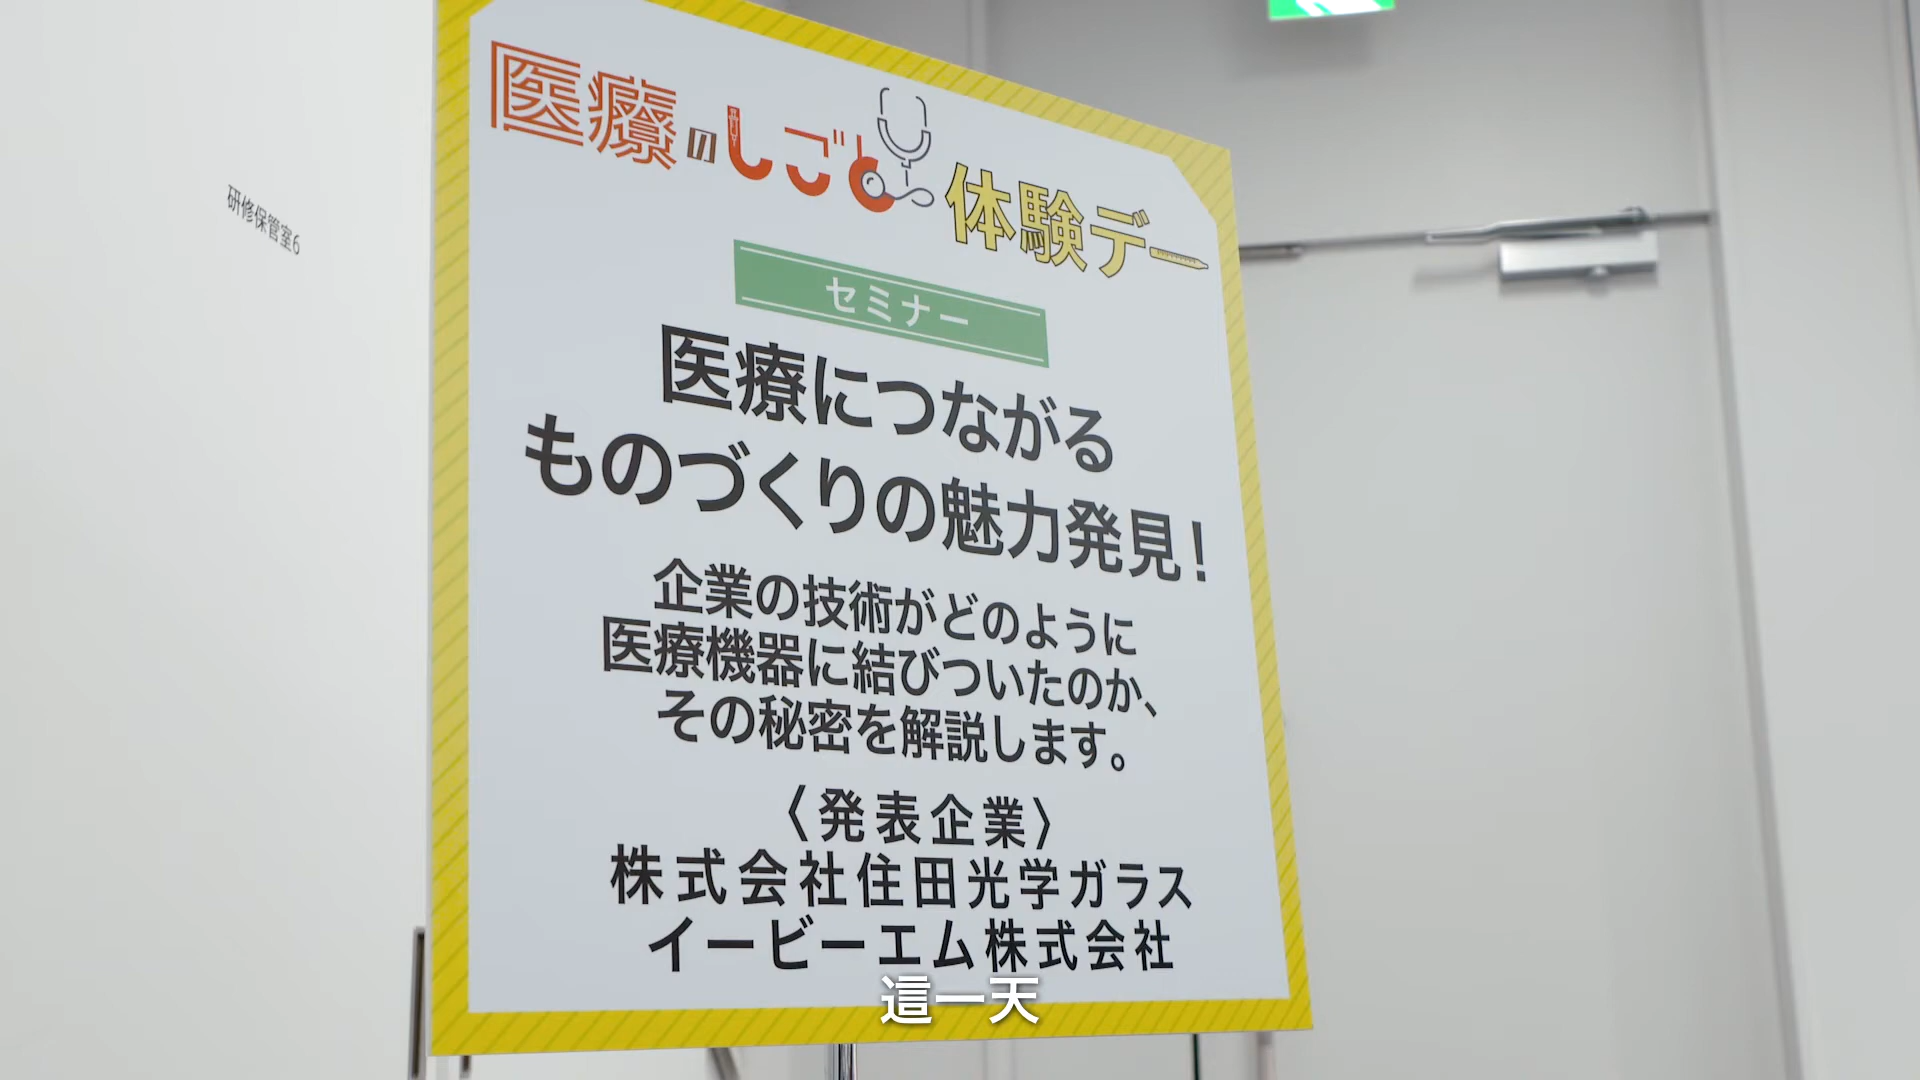 医療のしごと体験デー
研修保管室6
セミナー
医療につながる
ものづくりの魅力発見!
企業の技術がどのように
医療機器に結びついたのか、
その秘密を解説します。
〈発表企業〉
株式会社住田光学ガラス
イービーエム株式会社
這一天